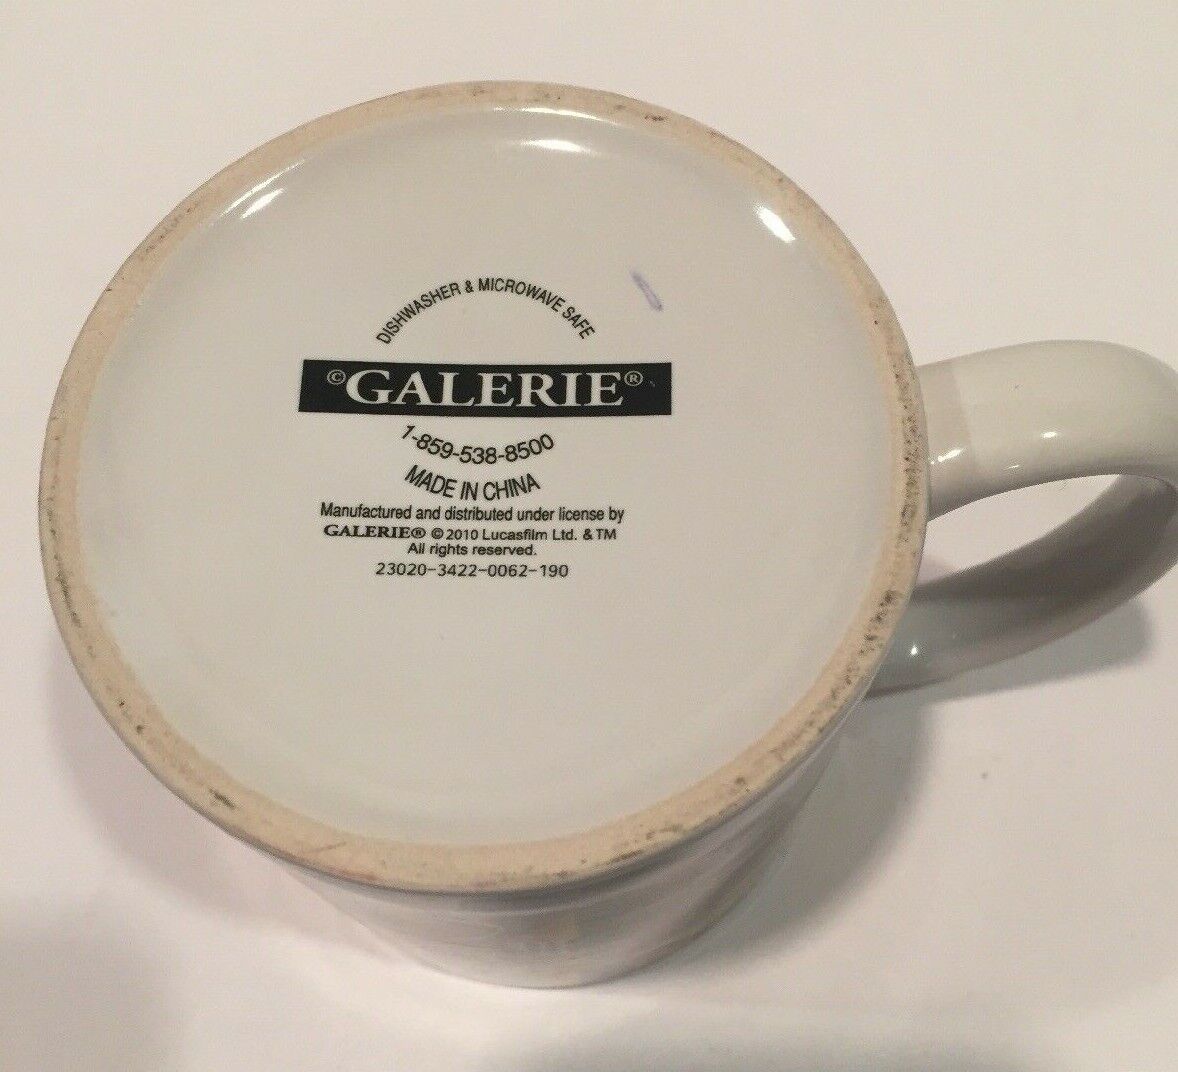 DISHWASHER & MICROWAVE SAFE
©GALERIE®
1-859-538-8500
MADE IN CHINA
Manufactured and distributed under license by
GALERIE® © 2010 Lucasfilm Ltd. & TM
All rights reserved.
23020-3422-0062-190